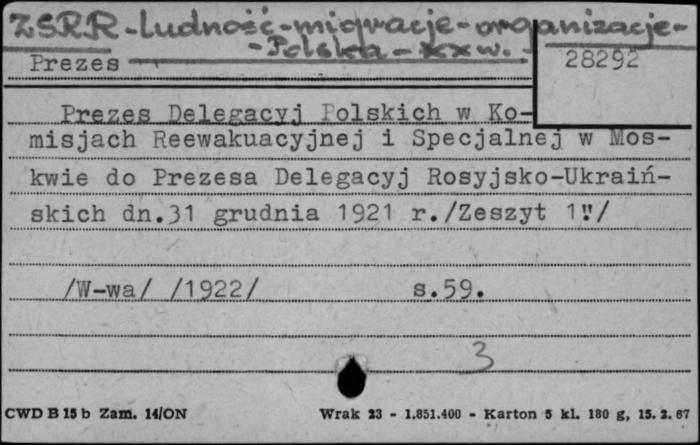 ZSRR - ludność - migracje - organizacje -
- Polska - XX w.
Prezes
28292
Prezes Delegacyj Polskich w Ko-
misjach Reewakuacyjnej i Specjalnej w Mos-
kwie do Prezesa Delegacyj Rosyjsko-Ukraiń-
skich dn.31 grudnia 1921 r./Zeszyt 1"/
/W-wa/ /1922/ s.59.
3
CWD B 15 b Zam. 14/ON Wrak 23 - 1.851.400 - Karton 5 kl. 180 g, 15. 2. 67